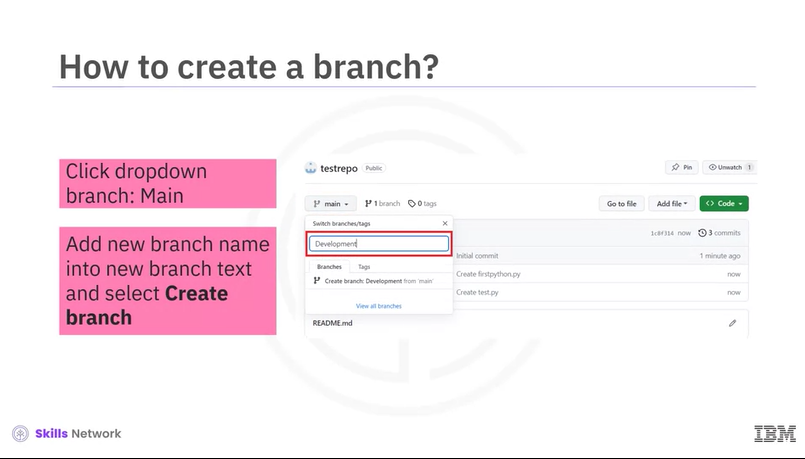 How to create a branch?
Click dropdown
branch: Main
Add new branch name
into new branch text
and select Create
branch
testrepo Public
Pin
Unwatch 1
main
1 branch
0 tags
Go to file
Add file
Code
Switch branches/tags
Development
Branches
Tags
Create branch: Development from 'main'
View all branches
1c8f314 now 3 commits
Initial commit 1 minute ago
Create firstpython.py now
Create test.py now
README.md
Skills Network
IBM